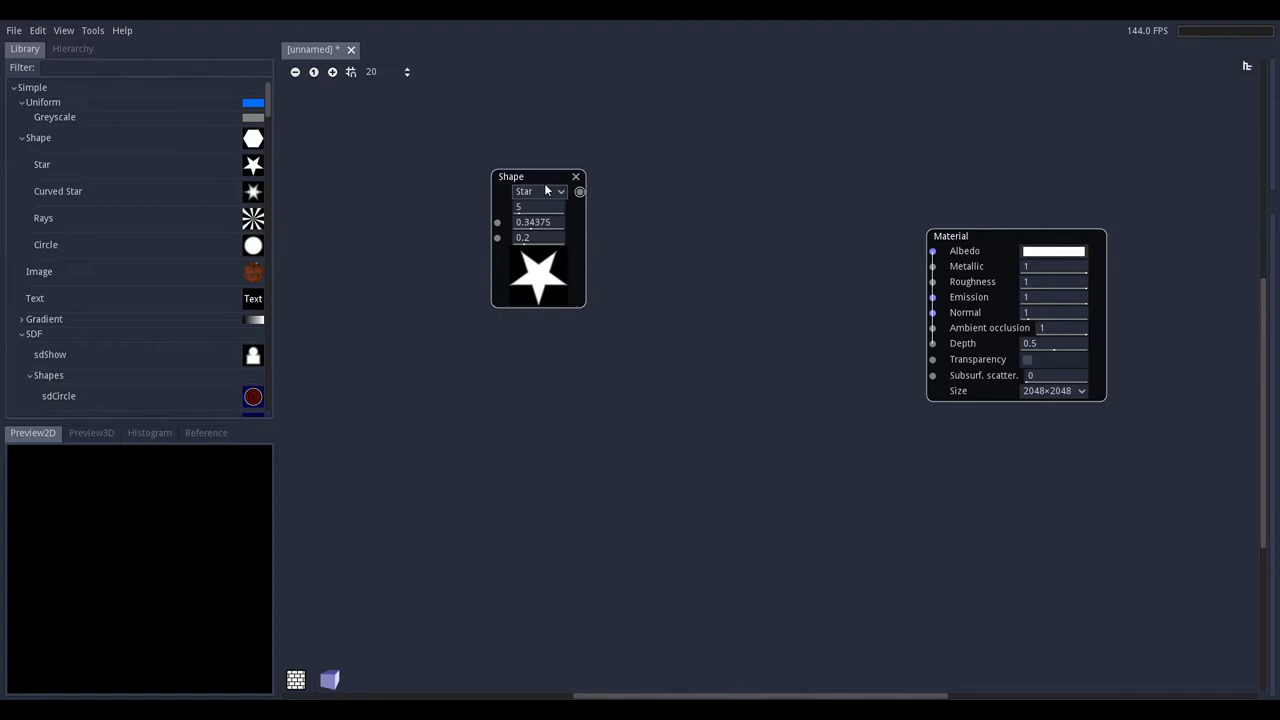 File Edit View Tools Help
144.0 FPS
Library Hierarchy
[unnamed] *
Filter:
20
Simple
Uniform
Greyscale
Shape
Star
Curved Star
Rays
Circle
Image
Text
Text
Gradient
SDF
sdShow
Shapes
sdCircle
Shape
Star
5
0.34375
0.2
Material
Albedo
Metallic 1
Roughness 1
Emission 1
Normal 1
Ambient occlusion 1
Depth 0.5
Transparency
Subsurf. scatter. 0
Size 2048×2048
Preview2D Preview3D Histogram Reference